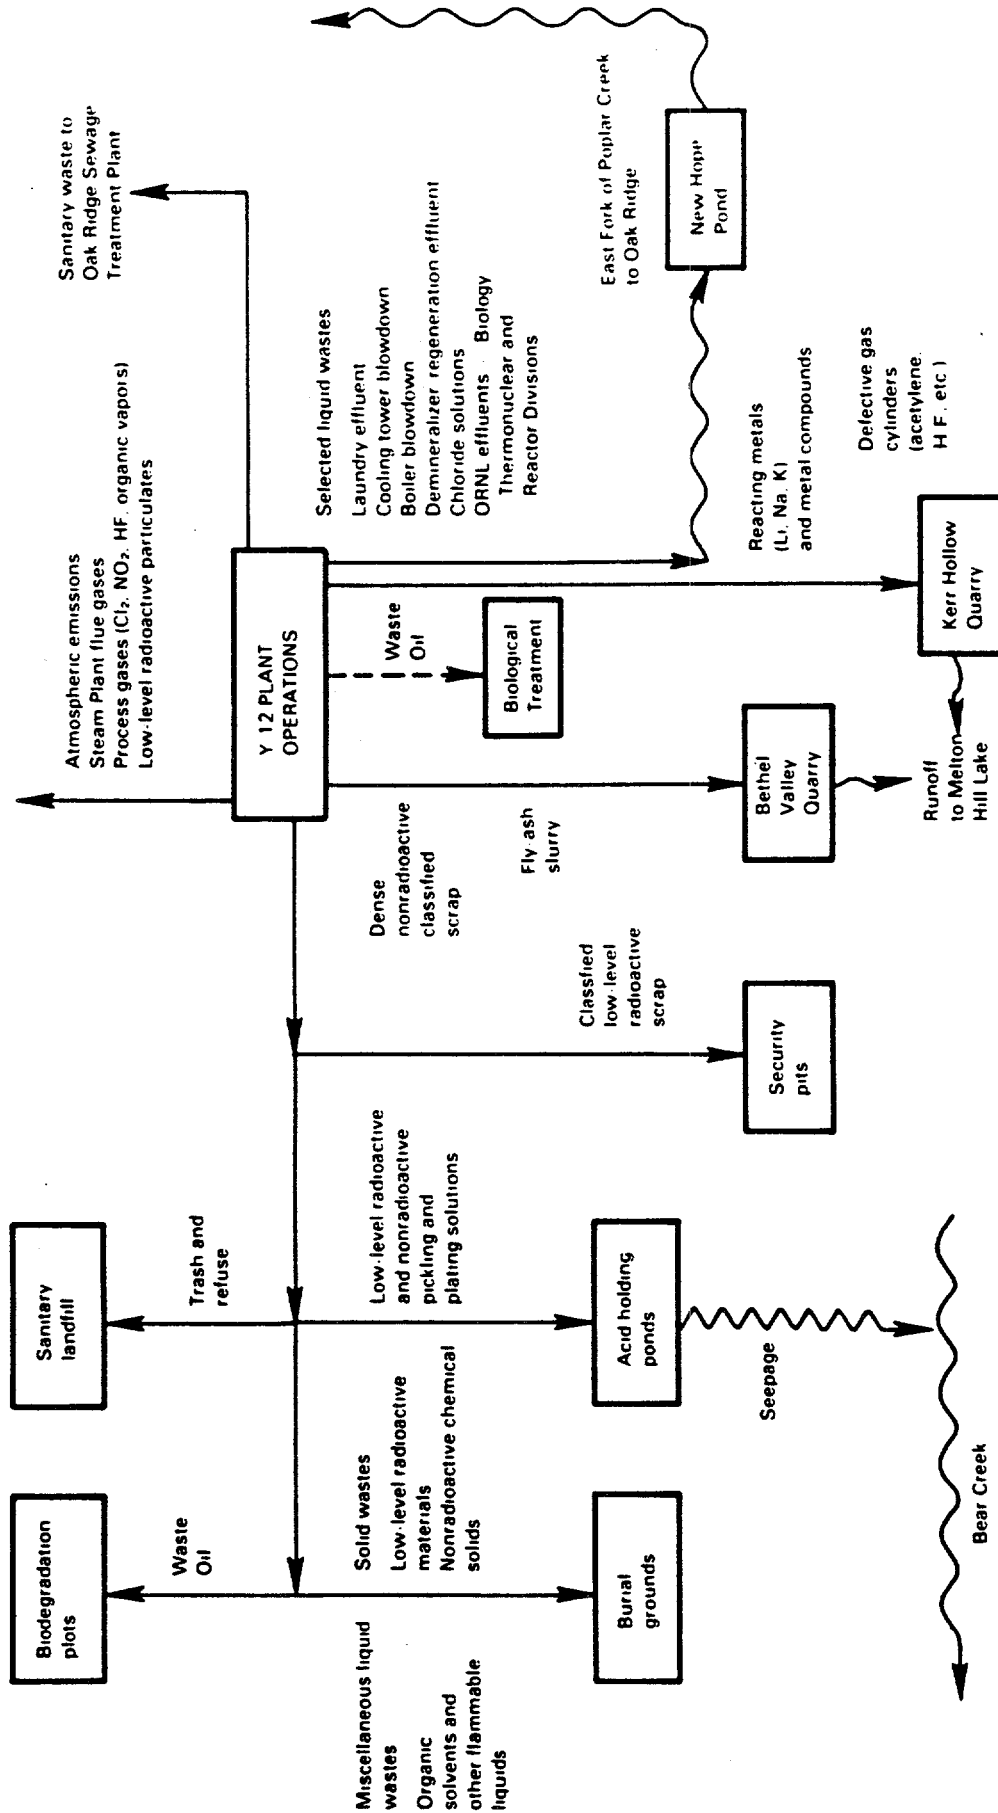 Biodegradation
plots
Sanitary
landfill
Waste
Oil
Trash and
refuse
Atmospheric emissions
Steam Plant flue gases
Process gases (Cl₂, NO₂, HF, organic vapors)
Low-level radioactive particulates
Sanitary waste to
Oak Ridge Sewage
Treatment Plant
Y 12 PLANT
OPERATIONS
Miscellaneous liquid
wastes
Organic
solvents and
other flammable
liquids
Solid wastes
Low-level radioactive
materials
Nonradioactive chemical
solids
Low-level radioactive
and nonradioactive
pickling and
plating solutions
Classfied
low-level
radioactive
scrap
Dense
nonradioactive
classified
scrap
Fly-ash
slurry
Waste
Oil
Biological
Treatment
Selected liquid wastes
Laundry effluent
Cooling tower blowdown
Boiler blowdown
Demineralizer regeneration effluent
Chloride solutions
ORNL effluents - Biology
Thermonuclear and
Reactor Divisions
East Fork of Poplar Creek
to Oak Ridge
New Hope
Pond
Burial
grounds
Acid holding
ponds
Security
pits
Bethel
Valley
Quarry
Reacting metals
(Li, Na, K)
and metal compounds
Defective gas
cylinders
(acetylene,
H F, etc.)
Kerr Hollow
Quarry
Runoff
to Melton
Hill Lake
Seepage
Bear Creek